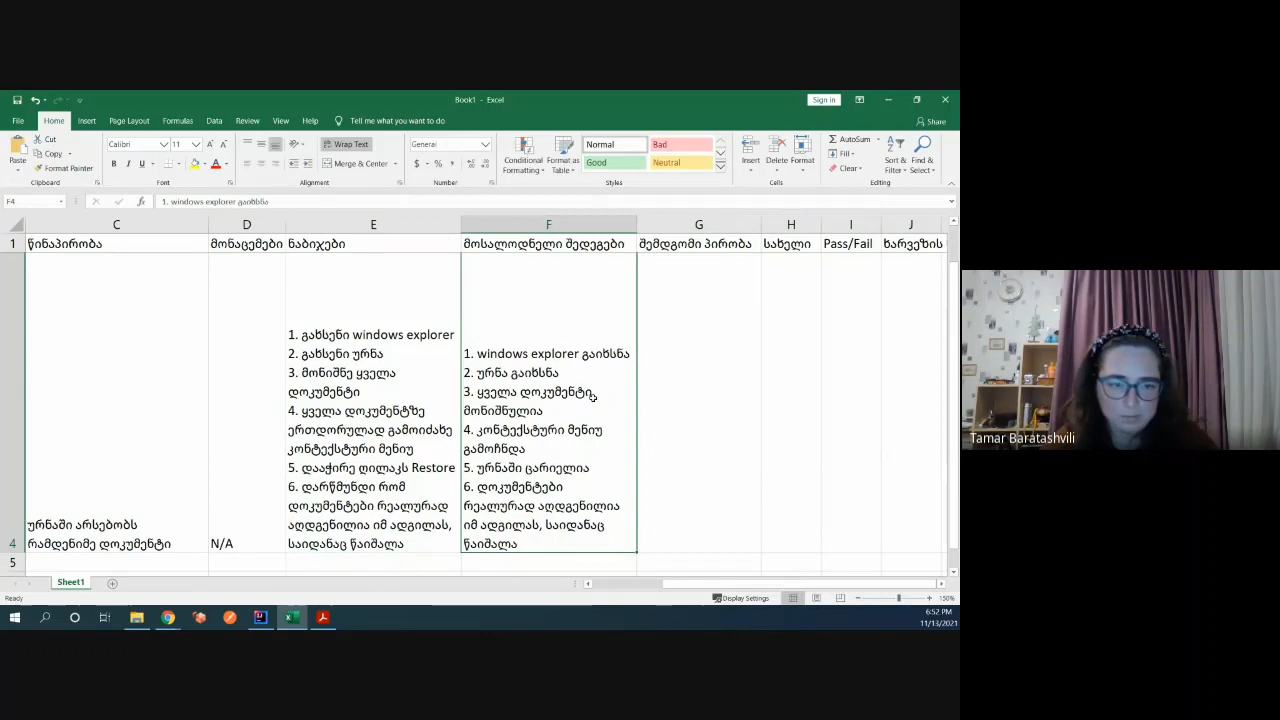 Book1 - Excel
Sign in
File Home Insert Page Layout Formulas Data Review View Help Tell me what you want to do
Share
Paste
Cut
Copy
Format Painter
Clipboard
Calibri 11
B I U
Font
Wrap Text
Merge & Center
Alignment
General
$ % ,
Number
Conditional Formatting
Format as Table
Normal Bad
Good Neutral
Styles
Insert Delete Format
Cells
AutoSum
Fill
Clear
Sort & Filter
Find & Select
Editing
F4
1. windows explorer გაიხსნა
C D E F G H I J
1 წინაპირობა მონაცემები ნაბიჯები მოსალოდნელი შედეგები შემდგომი პირობა სახელი Pass/Fail ხარვეზის
ურნაში არსებობს
რამდენიმე დოკუმენტი
N/A
1. გახსენი windows explorer
2. გახსენი ურნა
3. მონიშნე ყველა
დოკუმენტი
4. ყველა დოკუმენტზე
ერთდროულად გამოიძახე
კონტექსტური მენიუ
5. დააჭირე ღილაკს Restore
6. დარწმუნდი რომ
დოკუმენტები რეალურად
აღდგენილია იმ ადგილას,
საიდანაც წაიშალა
1. windows explorer გაიხსნა
2. ურნა გაიხსნა
3. ყველა დოკუმენტი
მონიშნულია
4. კონტექსტური მენიუ
გამოჩნდა
5. ურნაში ცარიელია
6. დოკუმენტები
რეალურად აღდგენილია
იმ ადგილას, საიდანაც
წაიშალა
4
5
Sheet1
Ready
Display Settings
150%
6:52 PM
11/13/2021
Tamar Baratashvili